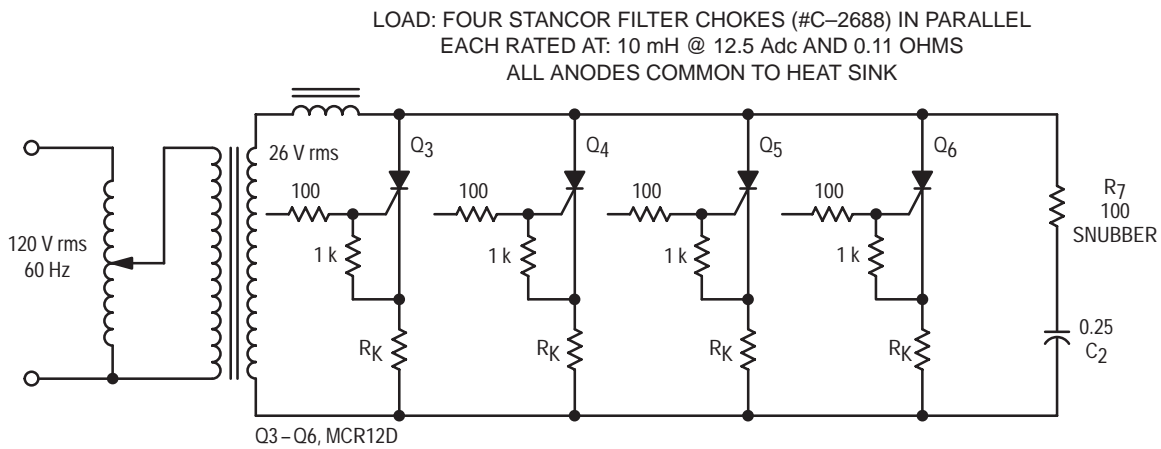 LOAD: FOUR STANCOR FILTER CHOKES (#C–2688) IN PARALLEL
EACH RATED AT: 10 mH @ 12.5 Adc AND 0.11 OHMS
ALL ANODES COMMON TO HEAT SINK
26 V rms
Q3
Q4
Q5
Q6
100
100
100
100
R7
100
SNUBBER
120 V rms
60 Hz
1 k
1 k
1 k
1 k
RK
RK
RK
RK
0.25
C2
Q3–Q6, MCR12D